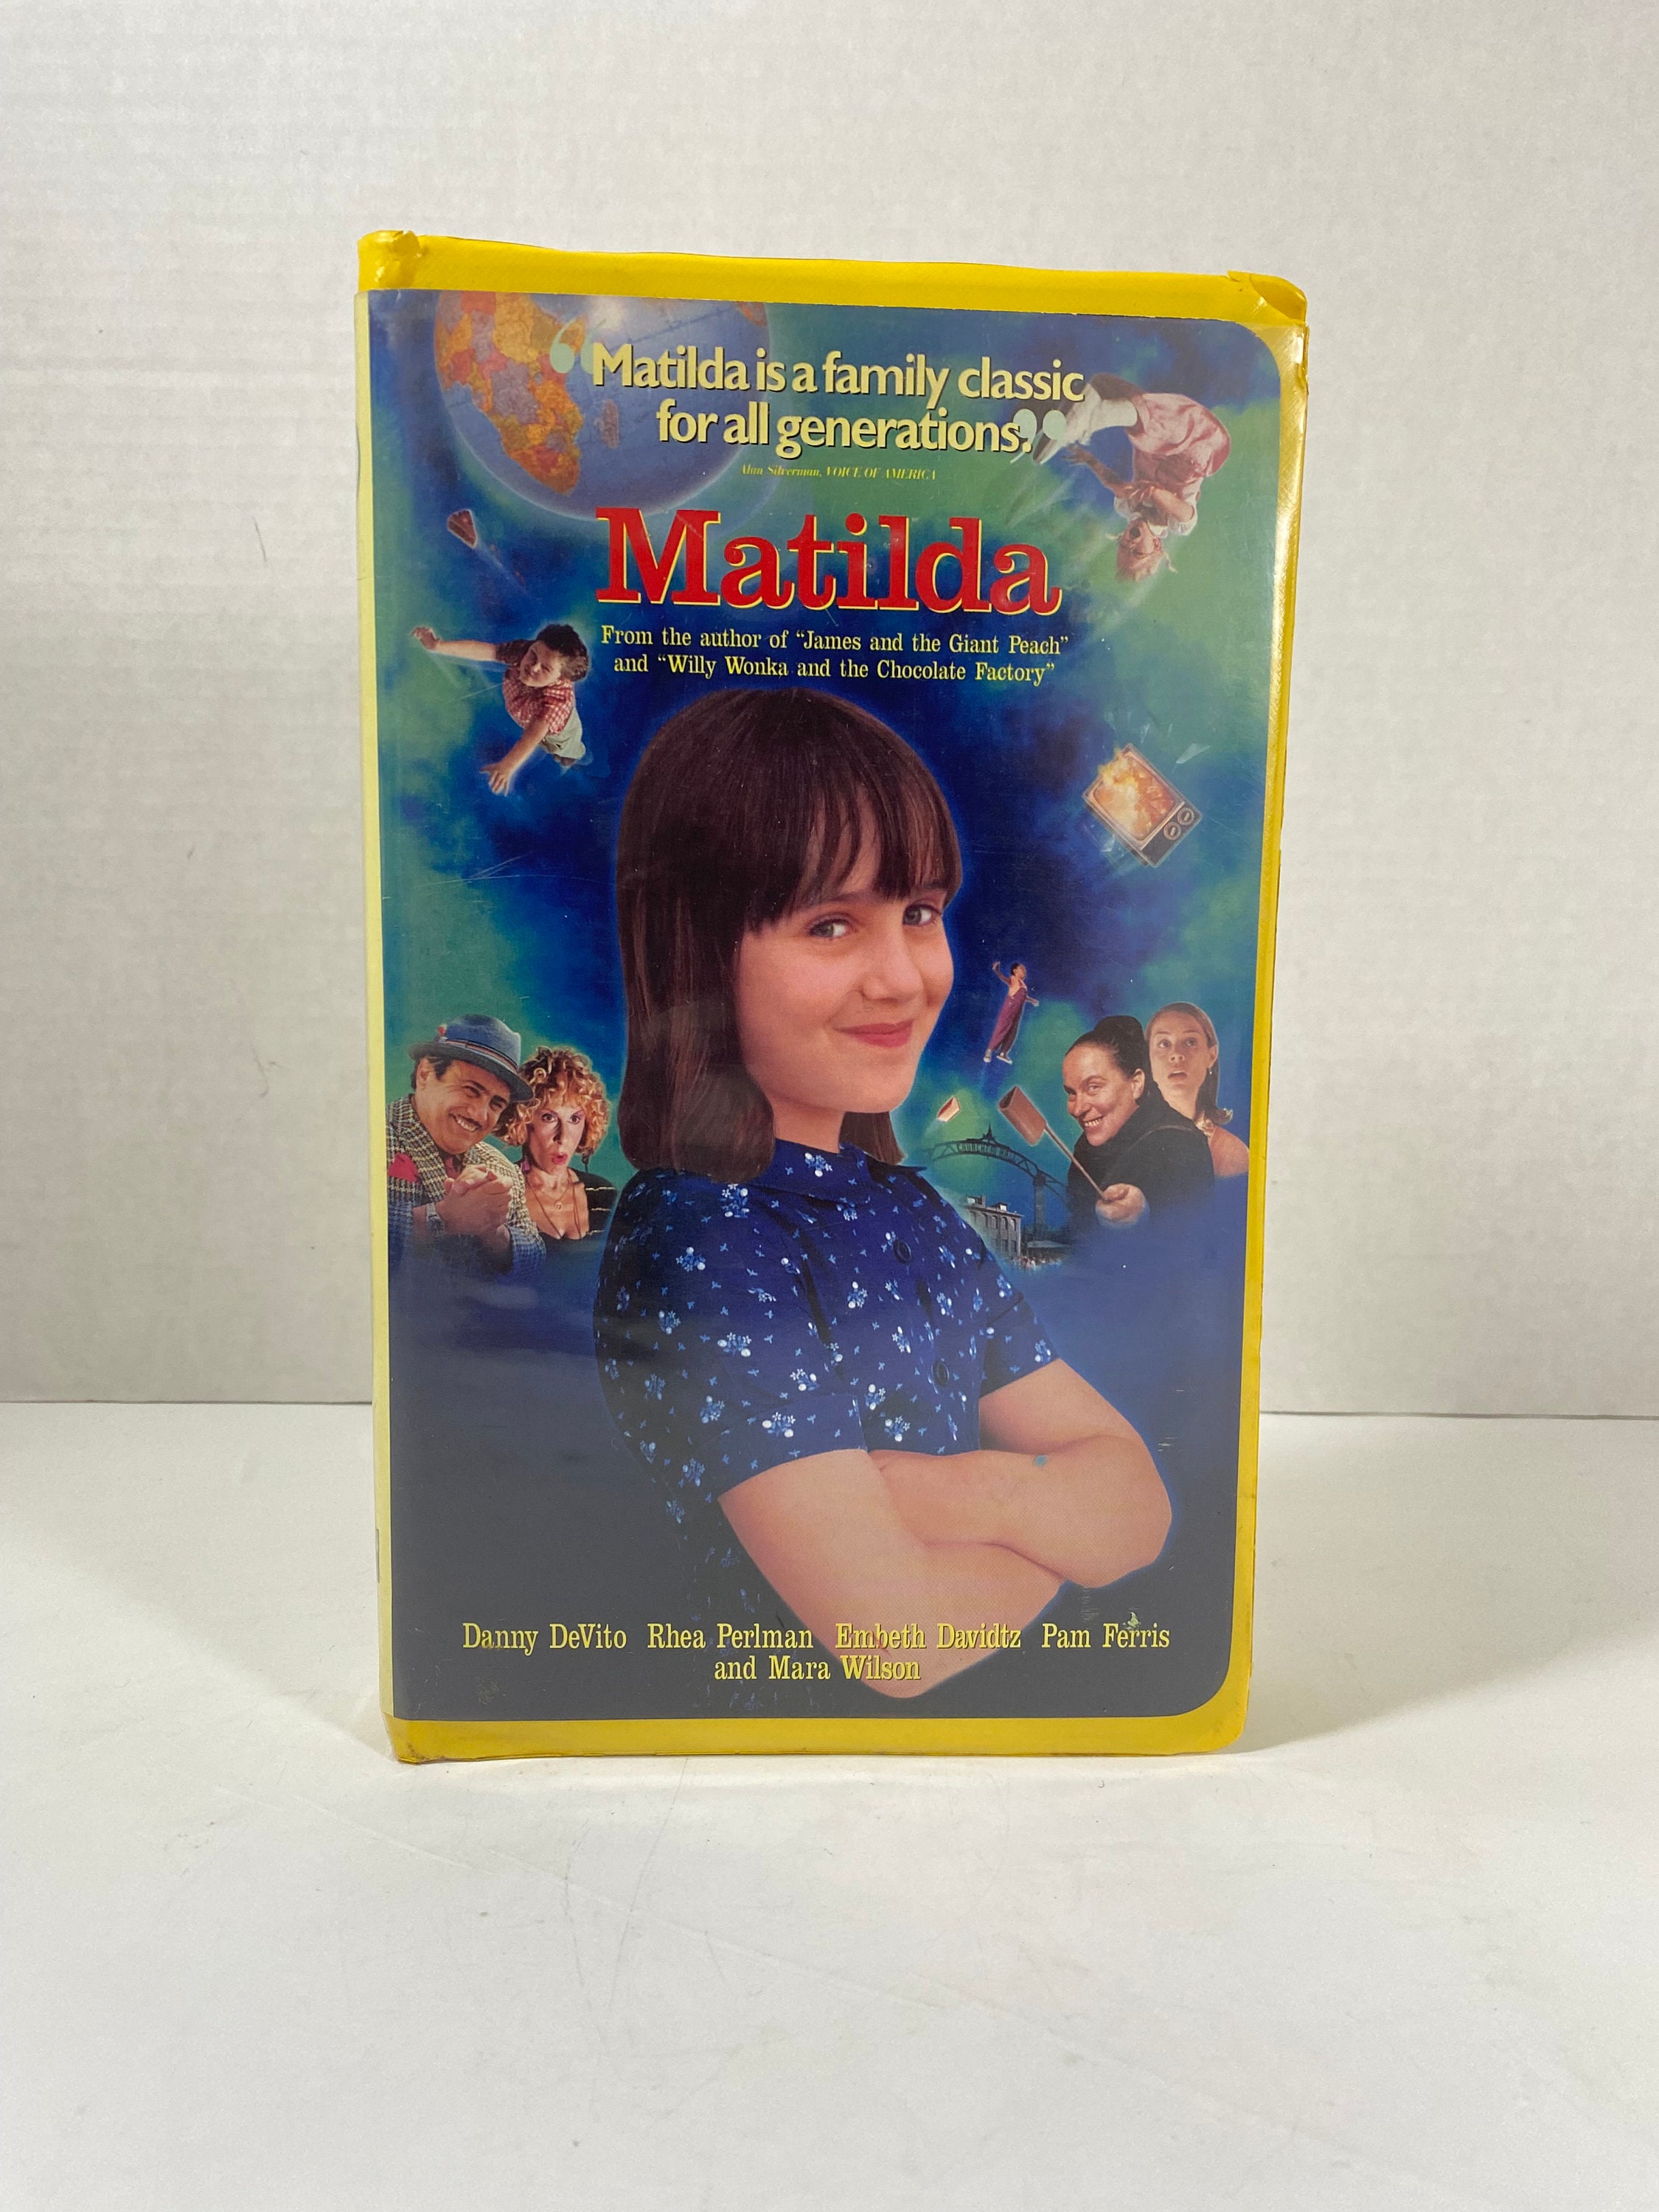 “Matilda is a family classic
for all generations.”
Alan Silverman, VOICE OF AMERICA
Matilda
From the author of “James and the Giant Peach”
and “Willy Wonka and the Chocolate Factory”
CRUNCHEM HALL
Danny DeVito Rhea Perlman Embeth Davidtz Pam Ferris
and Mara Wilson